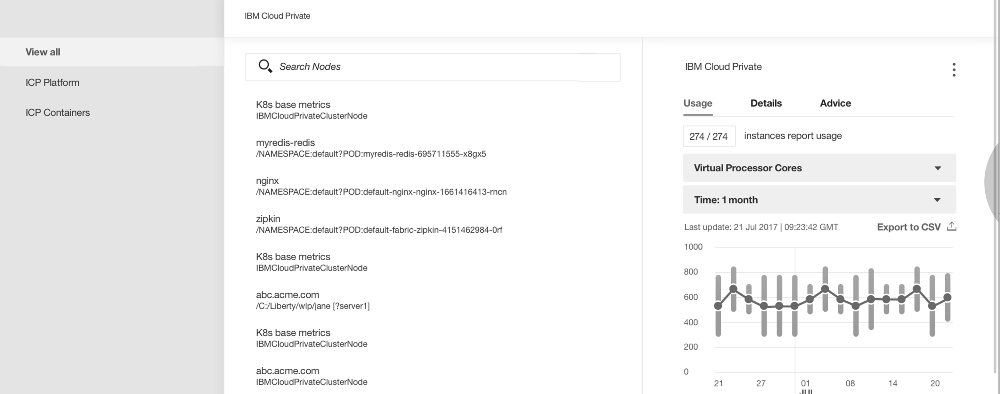 IBM Cloud Private
View all
ICP Platform
ICP Containers
Search Nodes
K8s base metrics
IBMCloudPrivateClusterNode
myredis-redis
/NAMESPACE:default?POD:myredis-redis-695711555-x8gx5
nginx
/NAMESPACE:default?POD:default-nginx-nginx-1661416413-rncn
zipkin
/NAMESPACE:default?POD:default-fabric-zipkin-4151462984-0rf
K8s base metrics
IBMCloudPrivateClusterNode
abc.acme.com
/C:/Liberty/wlp/jane [?server1]
K8s base metrics
IBMCloudPrivateClusterNode
abc.acme.com
IBMCloudPrivateClusterNode
IBM Cloud Private
Usage Details Advice
274 / 274 instances report usage
Virtual Processor Cores
Time: 1 month
Last update: 21 Jul 2017 | 09:23:42 GMT Export to CSV
1000
800
600
400
200
0
21 27 01 08 14 20
JUL